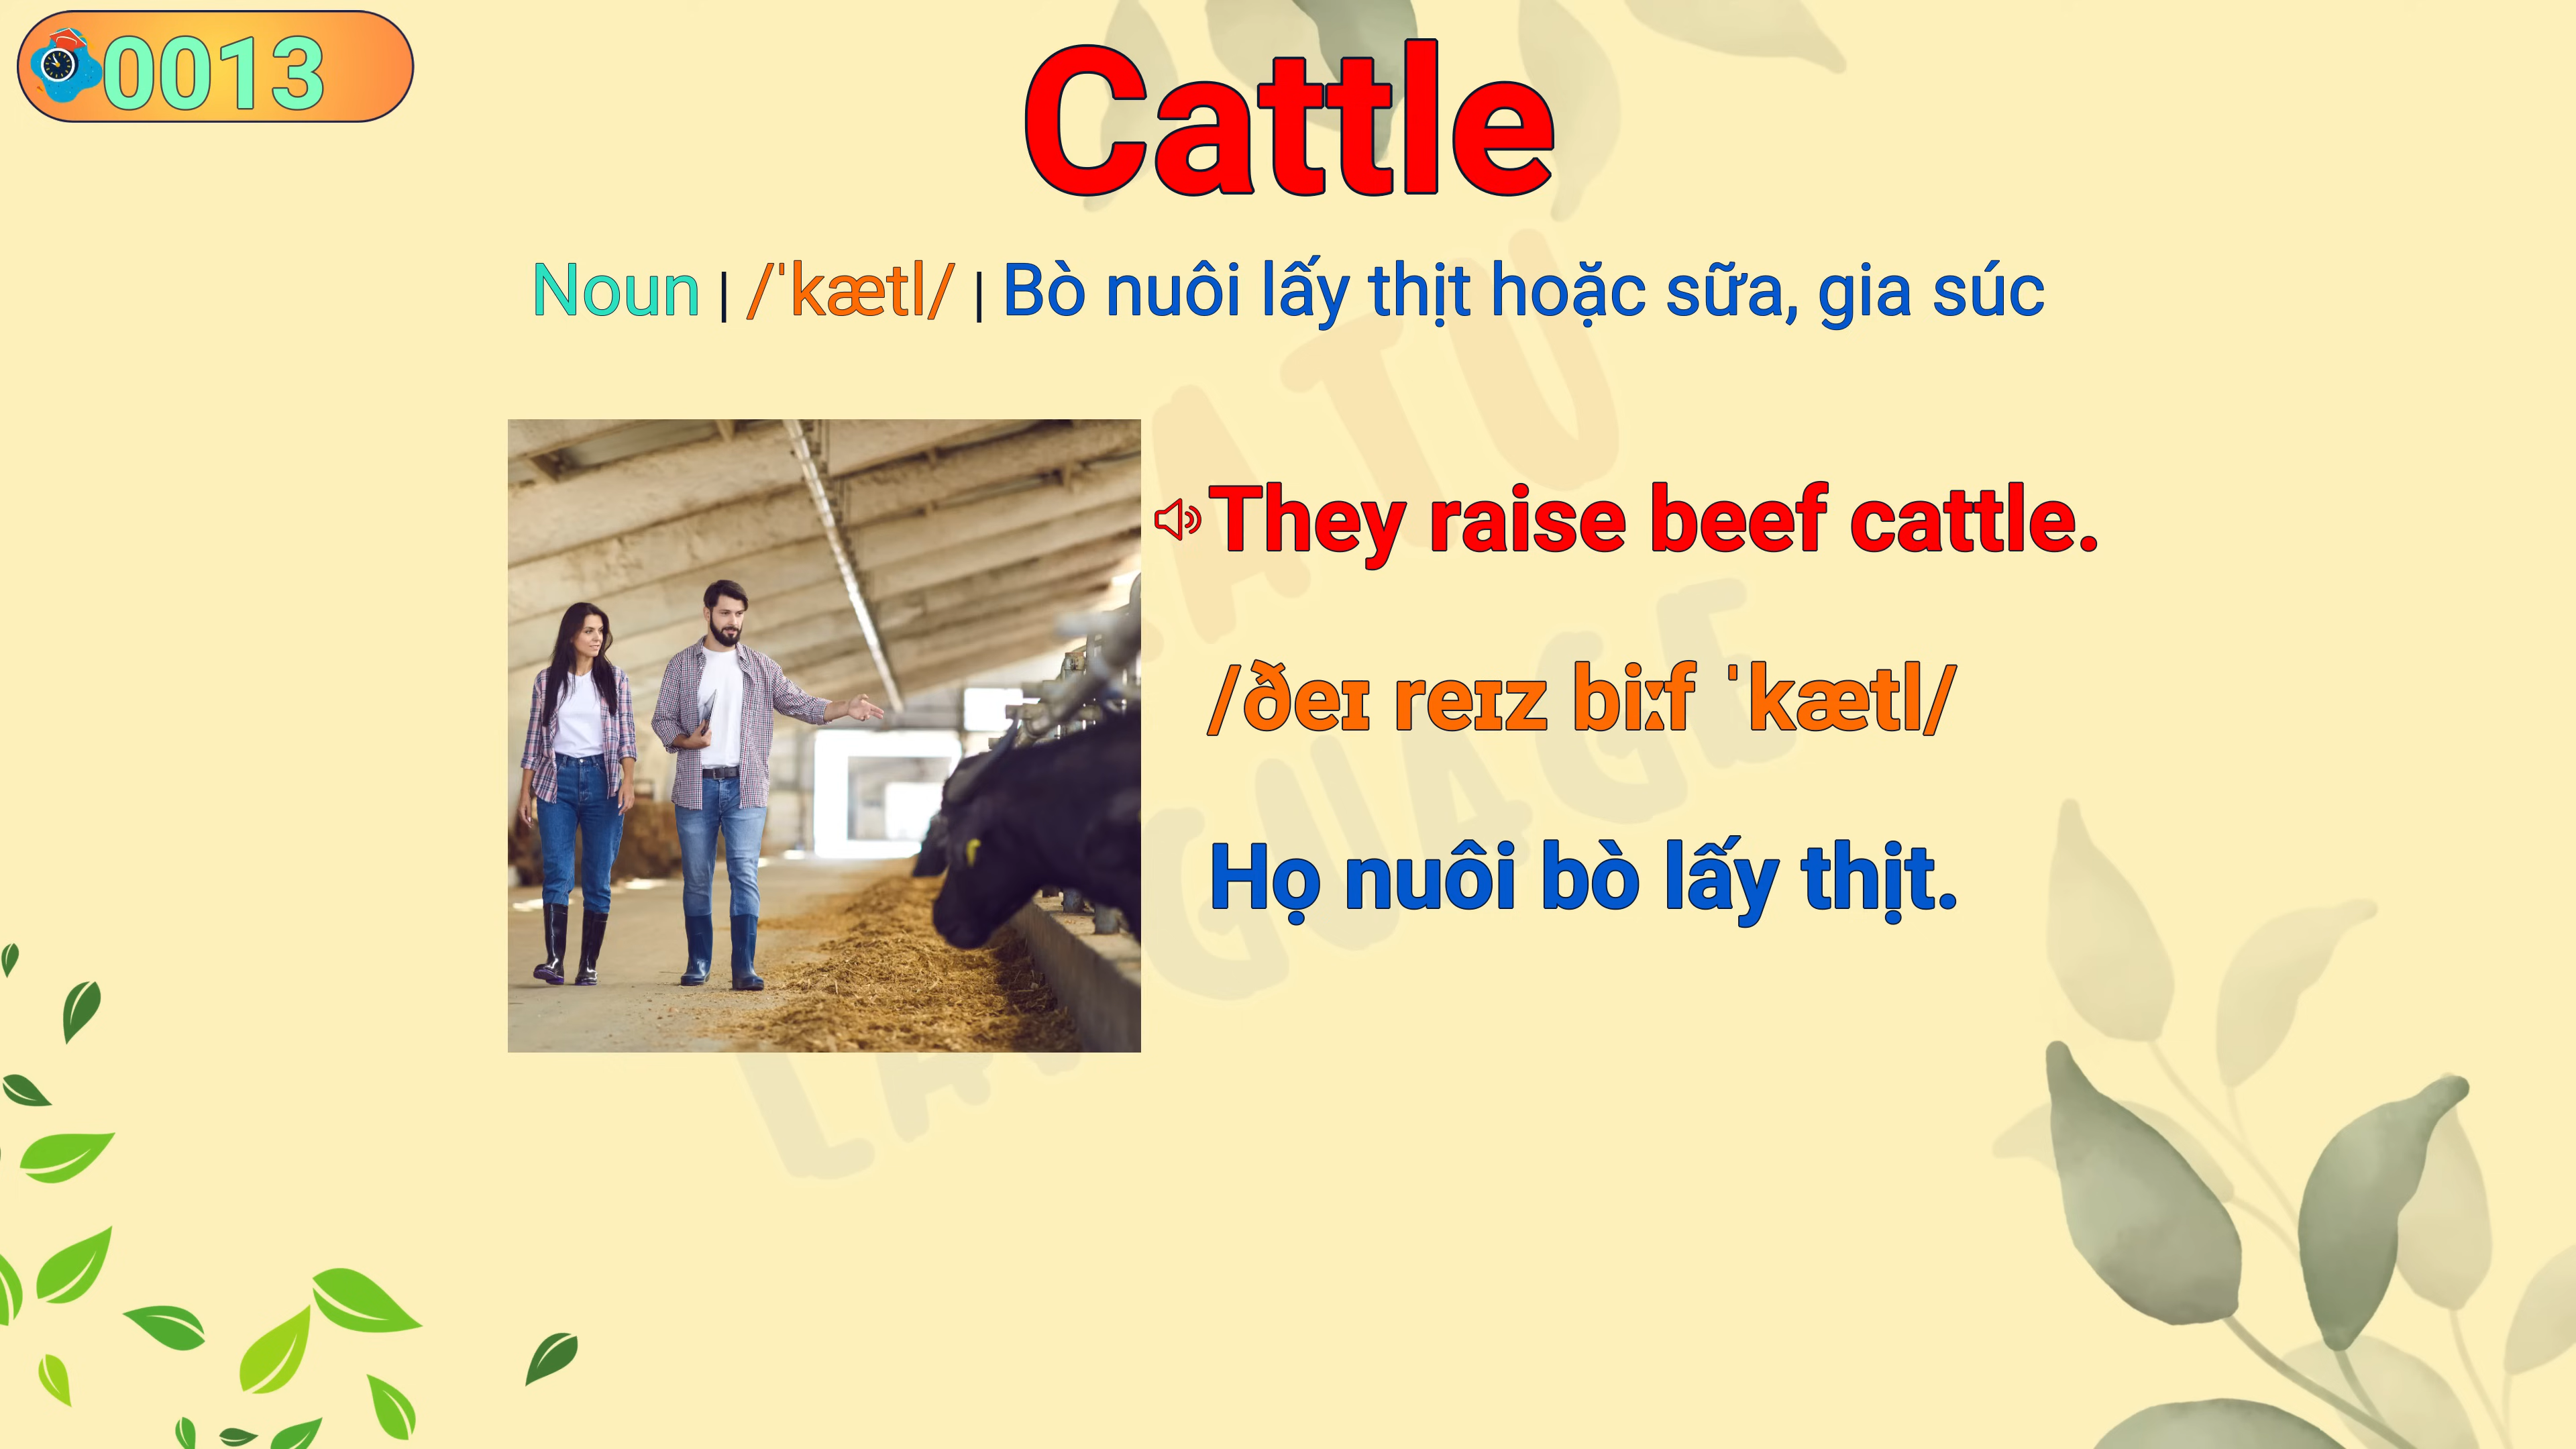 0013
Cattle
Noun | /ˈkætl/ | Bò nuôi lấy thịt hoặc sữa, gia súc
They raise beef cattle.
/ðeɪ reɪz biːf ˈkætl/
Họ nuôi bò lấy thịt.